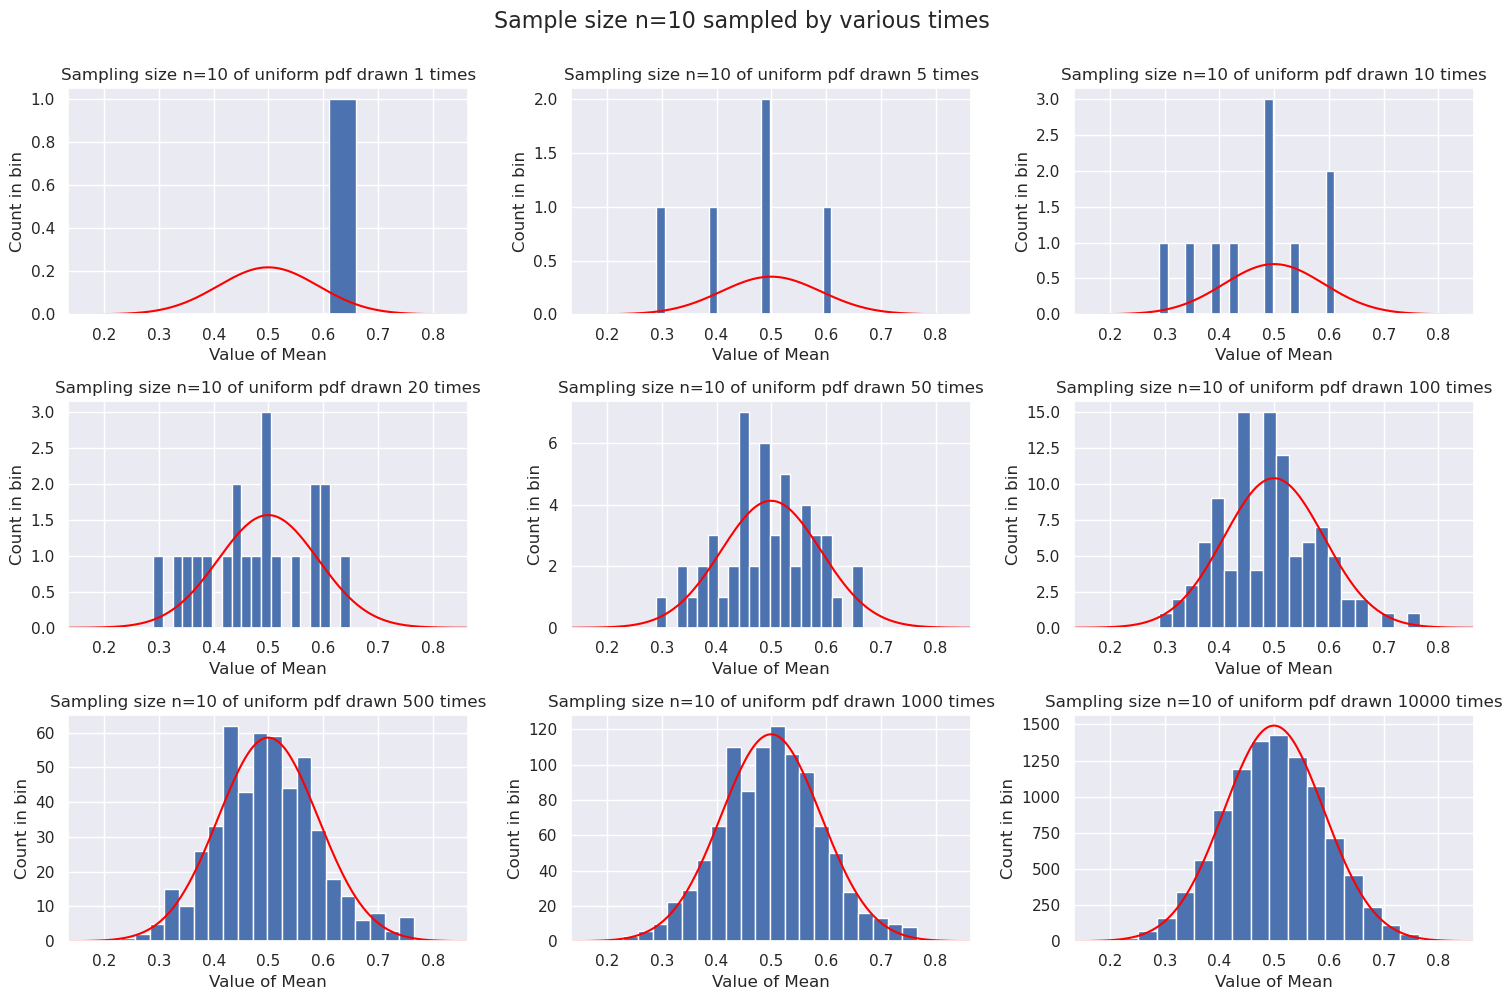 Sample size n=10 sampled by various times
Sampling size n=10 of uniform pdf drawn 1 times
1.0
0.8
0.6
0.4
0.2
0.0
Count in bin
0.2 0.3 0.4 0.5 0.6 0.7 0.8
Value of Mean
Sampling size n=10 of uniform pdf drawn 5 times
2.0
1.5
1.0
0.5
0.0
Count in bin
0.2 0.3 0.4 0.5 0.6 0.7 0.8
Value of Mean
Sampling size n=10 of uniform pdf drawn 10 times
3.0
2.5
2.0
1.5
1.0
0.5
0.0
Count in bin
0.2 0.3 0.4 0.5 0.6 0.7 0.8
Value of Mean
Sampling size n=10 of uniform pdf drawn 20 times
3.0
2.5
2.0
1.5
1.0
0.5
0.0
Count in bin
0.2 0.3 0.4 0.5 0.6 0.7 0.8
Value of Mean
Sampling size n=10 of uniform pdf drawn 50 times
6
4
2
0
Count in bin
0.2 0.3 0.4 0.5 0.6 0.7 0.8
Value of Mean
Sampling size n=10 of uniform pdf drawn 100 times
15.0
12.5
10.0
7.5
5.0
2.5
0.0
Count in bin
0.2 0.3 0.4 0.5 0.6 0.7 0.8
Value of Mean
Sampling size n=10 of uniform pdf drawn 500 times
60
50
40
30
20
10
0
Count in bin
0.2 0.3 0.4 0.5 0.6 0.7 0.8
Value of Mean
Sampling size n=10 of uniform pdf drawn 1000 times
120
100
80
60
40
20
0
Count in bin
0.2 0.3 0.4 0.5 0.6 0.7 0.8
Value of Mean
Sampling size n=10 of uniform pdf drawn 10000 times
1500
1250
1000
750
500
250
0
Count in bin
0.2 0.3 0.4 0.5 0.6 0.7 0.8
Value of Mean